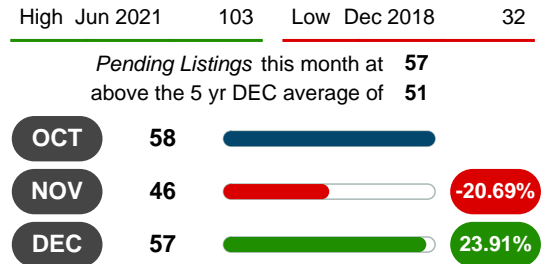 High Jun 2021 103 Low Dec 2018 32
Pending Listings this month at 57
above the 5 yr DEC average of 51
OCT 58
NOV 46 -20.69%
DEC 57 23.91%